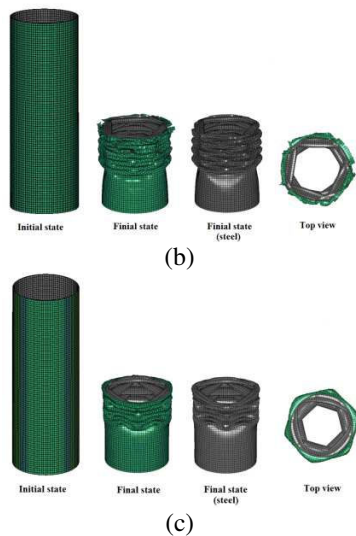 Initial state Finial state Finial state Top view
(steel)
(b)
Initial state Final state Final state Top view
(steel)
(c)